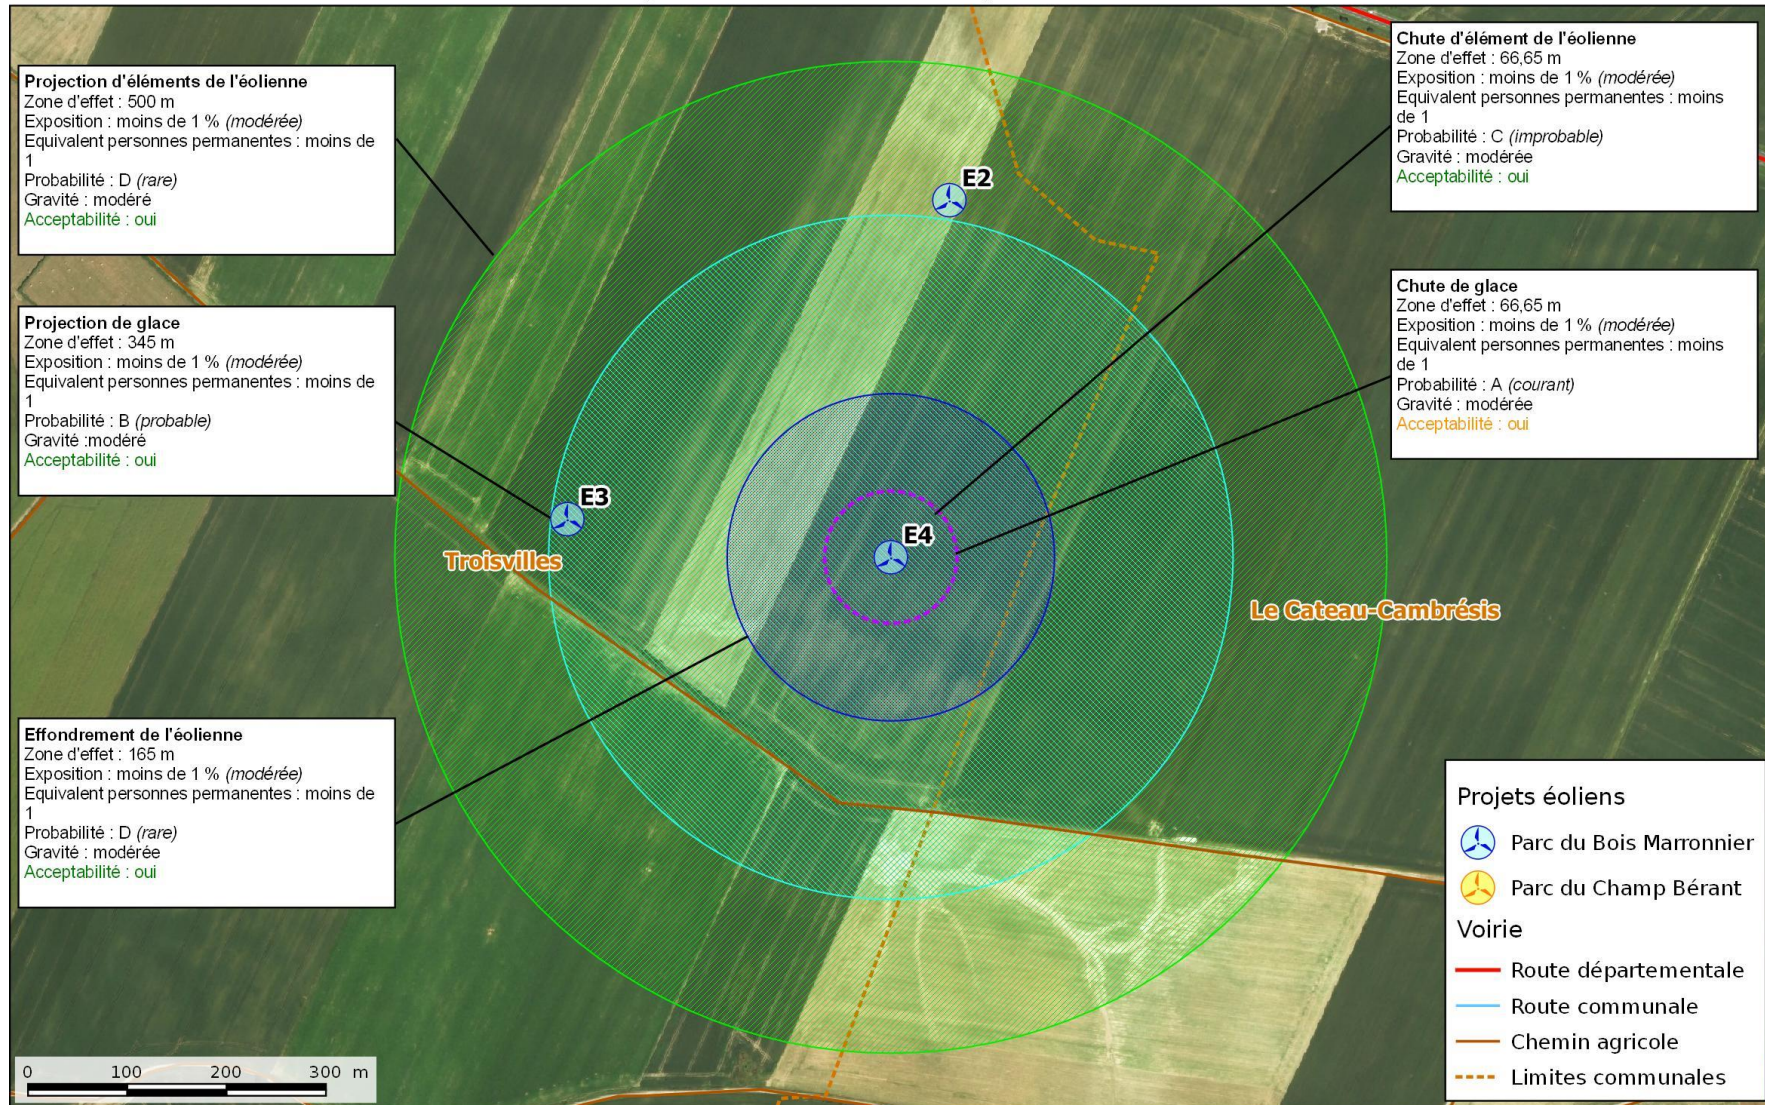 Projection d'éléments de l'éolienne
Zone d'effet : 500 m
Exposition : moins de 1 % (modérée)
Equivalent personnes permanentes : moins de
1
Probabilité : D (rare)
Gravité : modéré
Acceptabilité : oui
Projection de glace
Zone d'effet : 345 m
Exposition : moins de 1 % (modérée)
Equivalent personnes permanentes : moins de
1
Probabilité : B (probable)
Gravité :modéré
Acceptabilité : oui
Effondrement de l'éolienne
Zone d'effet : 165 m
Exposition : moins de 1 % (modérée)
Equivalent personnes permanentes : moins de
1
Probabilité : D (rare)
Gravité : modérée
Acceptabilité : oui
Chute d'élément de l'éolienne
Zone d'effet : 66,65 m
Exposition : moins de 1 % (modérée)
Equivalent personnes permanentes : moins
de 1
Probabilité : C (improbable)
Gravité : modérée
Acceptabilité : oui
Chute de glace
Zone d'effet : 66,65 m
Exposition : moins de 1 % (modérée)
Equivalent personnes permanentes : moins
de 1
Probabilité : A (courant)
Gravité : modérée
Acceptabilité : oui
E2
E3
E4
Troisvilles
Le Cateau-Cambrésis
Projets éoliens
Parc du Bois Marronnier
Parc du Champ Bérant
Voirie
Route départementale
Route communale
Chemin agricole
Limites communales
0 100 200 300 m